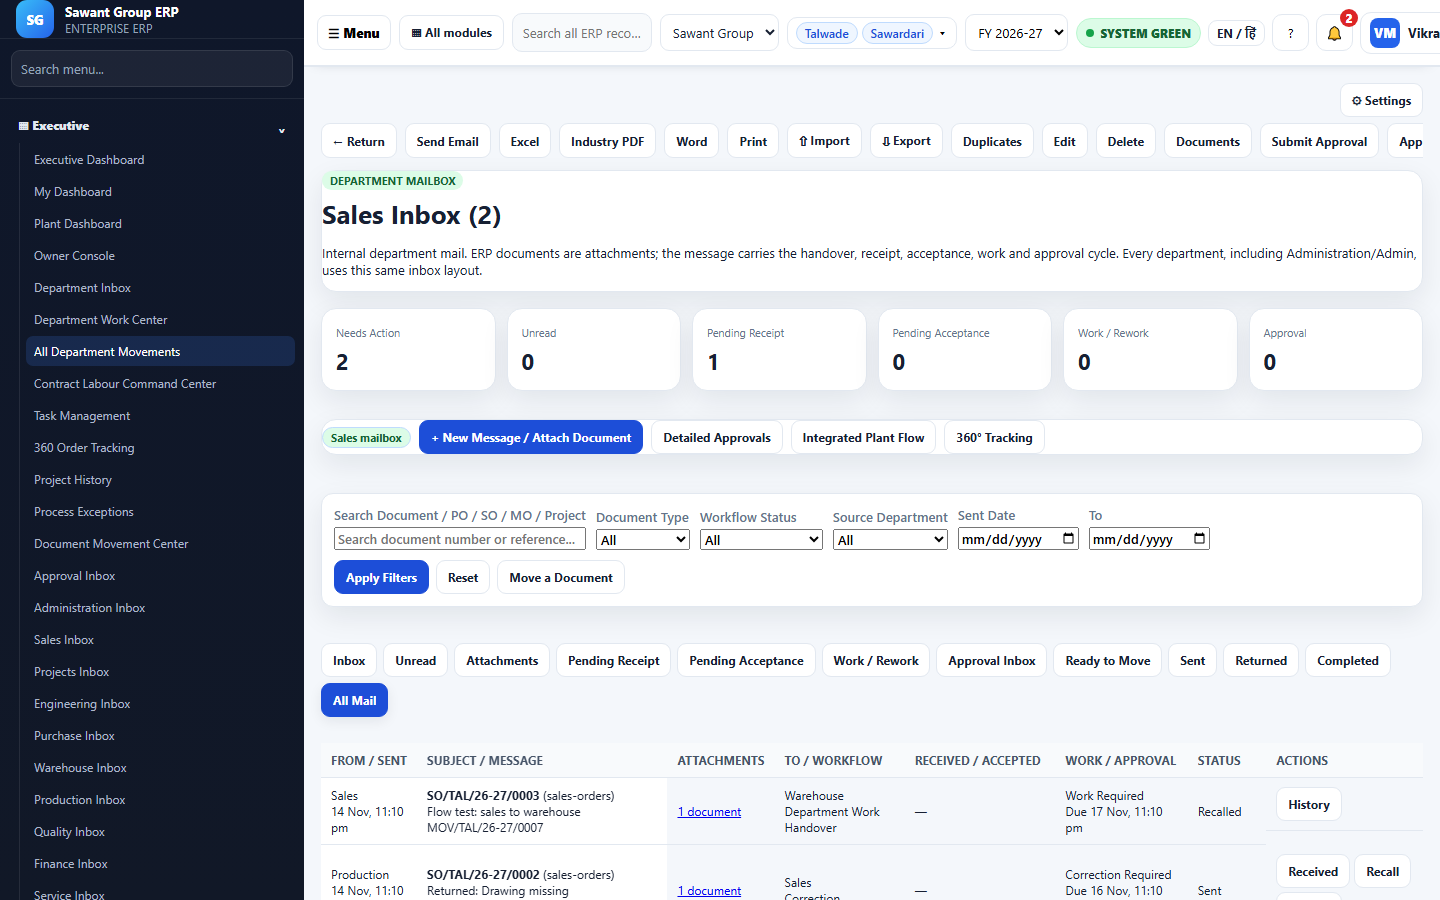 SG
Sawant Group ERP
ENTERPRISE ERP
Search menu...
Executive
Executive Dashboard
My Dashboard
Plant Dashboard
Owner Console
Department Inbox
Department Work Center
All Department Movements
Contract Labour Command Center
Task Management
360 Order Tracking
Project History
Process Exceptions
Document Movement Center
Approval Inbox
Administration Inbox
Sales Inbox
Projects Inbox
Engineering Inbox
Purchase Inbox
Warehouse Inbox
Production Inbox
Quality Inbox
Finance Inbox
Service Inbox
☰ Menu
All modules
Search all ERP reco...
Sawant Group
Talwade
Sawardari
FY 2026-27
SYSTEM GREEN
EN / हिं
?
2
VM
Vikra
⚙ Settings
← Return
Send Email
Excel
Industry PDF
Word
Print
⇧ Import
⇩ Export
Duplicates
Edit
Delete
Documents
Submit Approval
App
DEPARTMENT MAILBOX
Sales Inbox (2)
Internal department mail. ERP documents are attachments; the message carries the handover, receipt, acceptance, work and approval cycle. Every department, including Administration/Admin,
uses this same inbox layout.
Needs Action
2
Unread
0
Pending Receipt
1
Pending Acceptance
0
Work / Rework
0
Approval
0
Sales mailbox
+ New Message / Attach Document
Detailed Approvals
Integrated Plant Flow
360° Tracking
Search Document / PO / SO / MO / Project
Search document number or reference...
Document Type
All
Workflow Status
All
Source Department
All
Sent Date
mm/dd/yyyy
To
mm/dd/yyyy
Apply Filters
Reset
Move a Document
Inbox
Unread
Attachments
Pending Receipt
Pending Acceptance
Work / Rework
Approval Inbox
Ready to Move
Sent
Returned
Completed
All Mail
FROM / SENT
SUBJECT / MESSAGE
ATTACHMENTS
TO / WORKFLOW
RECEIVED / ACCEPTED
WORK / APPROVAL
STATUS
ACTIONS
Sales
14 Nov, 11:10
pm
SO/TAL/26-27/0003 (sales-orders)
Flow test: sales to warehouse
MOV/TAL/26-27/0007
1 document
Warehouse
Department Work
Handover
—
Work Required
Due 17 Nov, 11:10
pm
Recalled
History
Production
14 Nov, 11:10
SO/TAL/26-27/0002 (sales-orders)
Returned: Drawing missing
1 document
Sales
Correction
—
Correction Required
Due 16 Nov, 11:10
Sent
Received
Recall